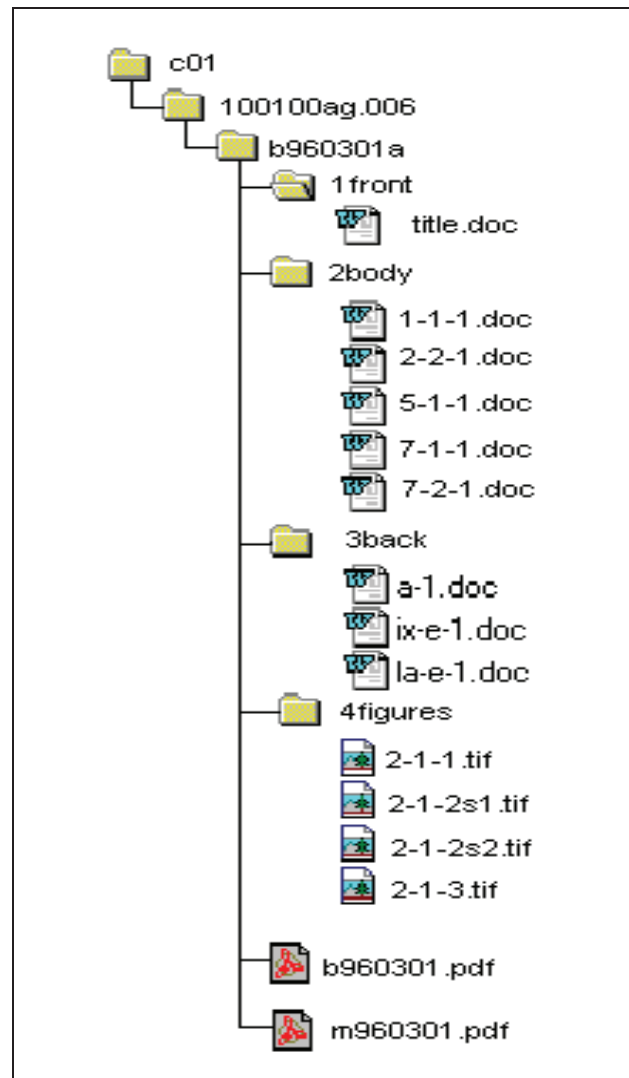 c01
100100ag.006
b960301a
1front
title.doc
2body
1-1-1.doc
2-2-1.doc
5-1-1.doc
7-1-1.doc
7-2-1.doc
3back
a-1.doc
ix-e-1.doc
la-e-1.doc
4figures
2-1-1.tif
2-1-2s1.tif
2-1-2s2.tif
2-1-3.tif
b960301.pdf
m960301.pdf